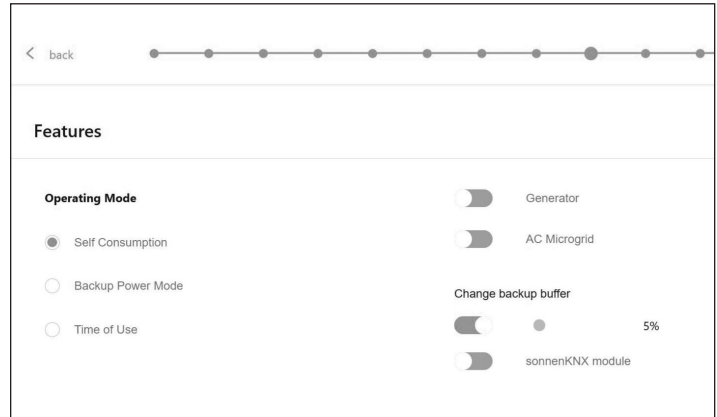 back
Features
Operating Mode
Self Consumption
Backup Power Mode
Time of Use
Generator
AC Microgrid
Change backup buffer
5%
sonnenKNX module